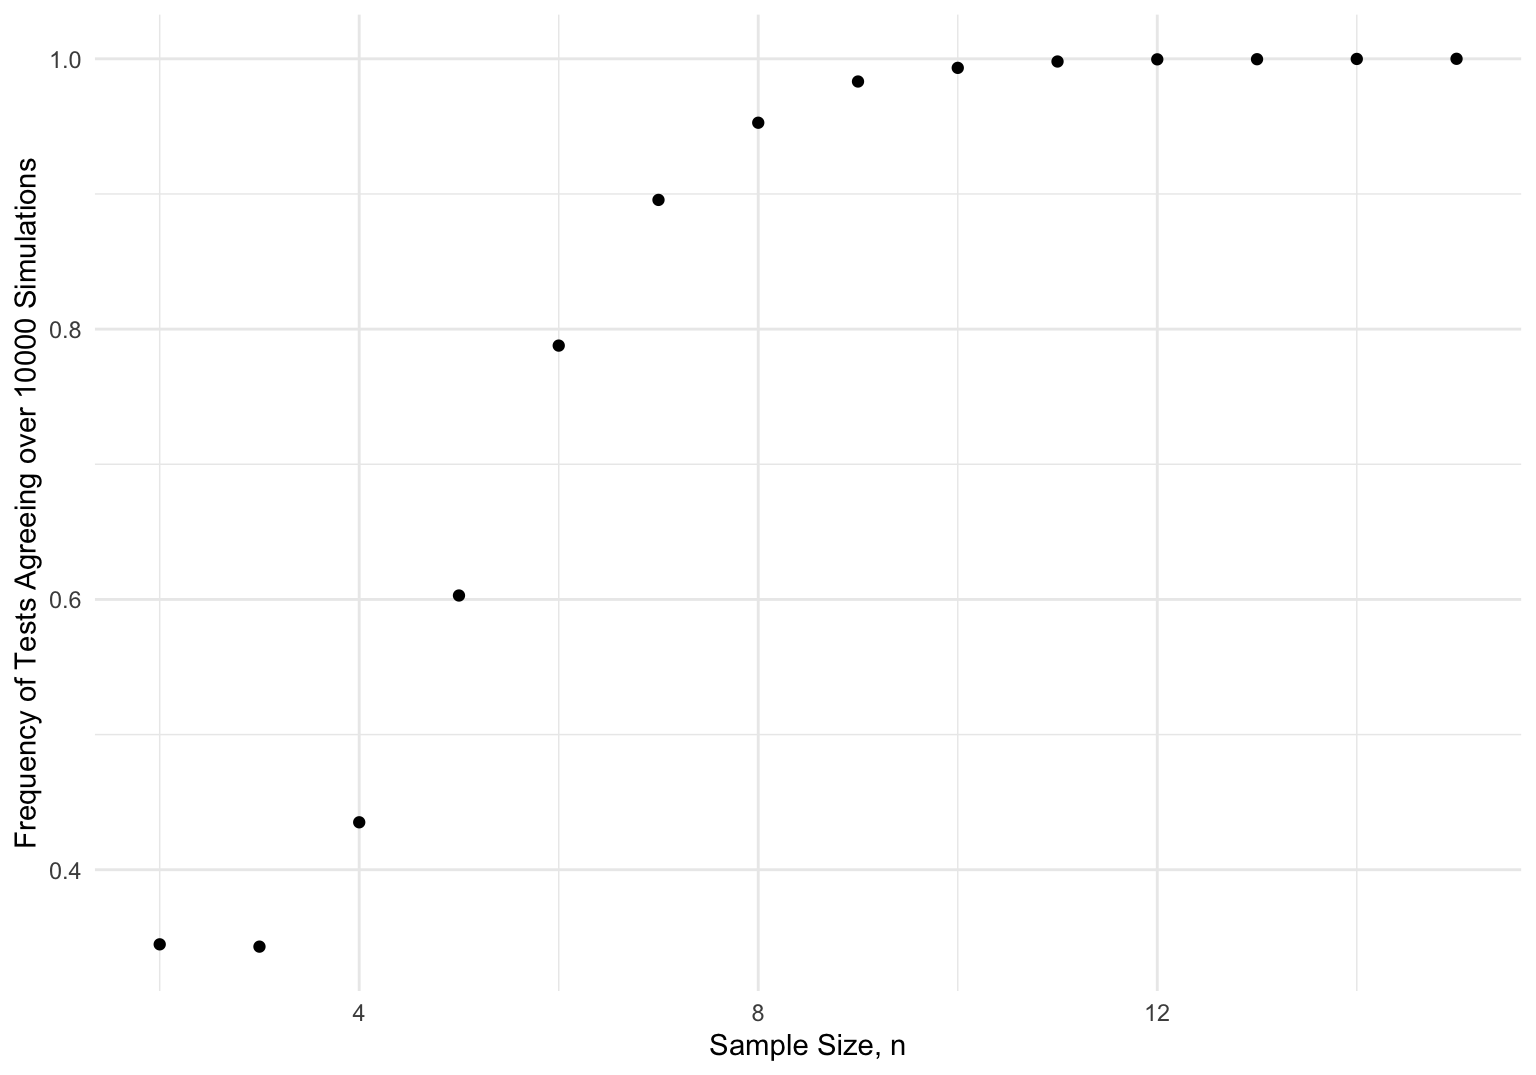 Frequency of Tests Agreeing over 10000 Simulations
1.0
0.8
0.6
0.4
4 8 12
Sample Size, n